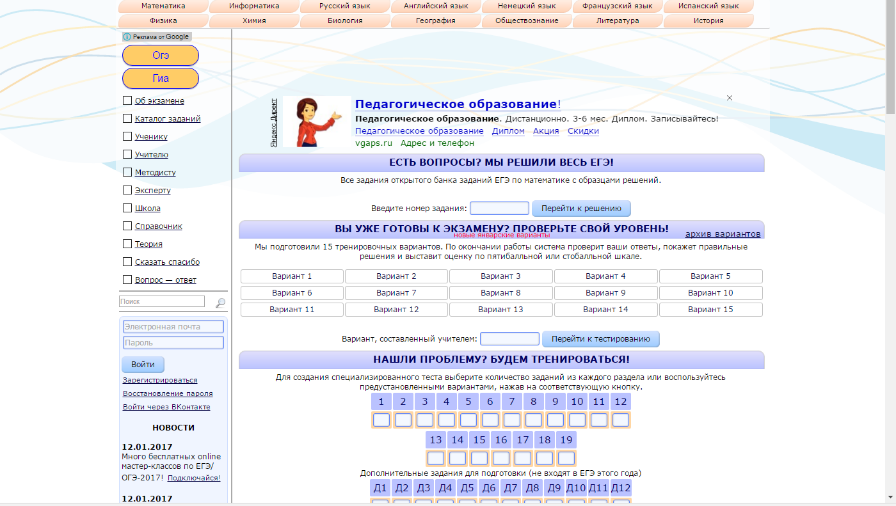 Математика Информатика Русский язык Английский язык Немецкий язык Французский язык Испанский язык
Физика Химия Биология География Обществознание Литература История
Реклама от Google
Огэ
Гиа
Об экзамене
Каталог заданий
Ученику
Учителю
Методисту
Эксперту
Школа
Справочник
Теория
Сказать спасибо
Вопрос — ответ
Поиск
Электронная почта
Пароль
Войти
Зарегистрироваться
Восстановление пароля
Войти через ВКонтакте
НОВОСТИ
12.01.2017
Много бесплатных online
мастер-классов по ЕГЭ/
ОГЭ-2017! Подключайся!
12.01.2017
Яндекс.Директ
Педагогическое образование!
Педагогическое образование. Дистанционно. 3-6 мес. Диплом. Записывайтесь!
Педагогическое образование Диплом Акция Скидки
vgaps.ru Адрес и телефон
ЕСТЬ ВОПРОСЫ? МЫ РЕШИЛИ ВЕСЬ ЕГЭ!
Все задания открытого банка заданий ЕГЭ по математике с образцами решений.
Введите номер задания: Перейти к решению
ВЫ УЖЕ ГОТОВЫ К ЭКЗАМЕНУ? ПРОВЕРЬТЕ СВОЙ УРОВЕНЬ!
новые январские варианты
архив вариантов
Мы подготовили 15 тренировочных вариантов. По окончании работы система проверит ваши ответы, покажет правильные
решения и выставит оценку по пятибалльной или стобалльной шкале.
Вариант 1 Вариант 2 Вариант 3 Вариант 4 Вариант 5
Вариант 6 Вариант 7 Вариант 8 Вариант 9 Вариант 10
Вариант 11 Вариант 12 Вариант 13 Вариант 14 Вариант 15
Вариант, составленный учителем: Перейти к тестированию
НАШЛИ ПРОБЛЕМУ? БУДЕМ ТРЕНИРОВАТЬСЯ!
Для создания специализированного теста выберите количество заданий из каждого раздела или воспользуйтесь
предустановленными вариантами, нажав на соответствующую кнопку.
1 2 3 4 5 6 7 8 9 10 11 12
13 14 15 16 17 18 19
Дополнительные задания для подготовки (не входят в ЕГЭ этого года)
Д1 Д2 Д3 Д4 Д5 Д6 Д7 Д8 Д9 Д10 Д11 Д12